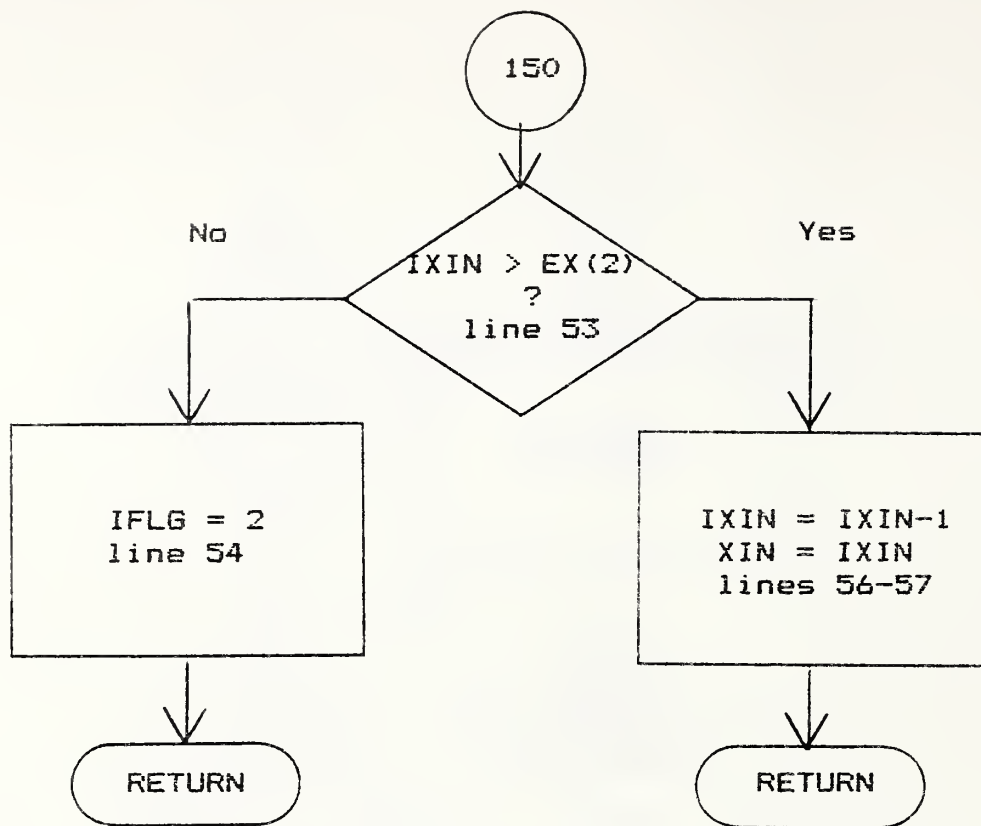 150
No
Yes
IXIN > EX(2)
?
line 53
IFLG = 2
line 54
IXIN = IXIN-1
XIN = IXIN
lines 56-57
RETURN
RETURN